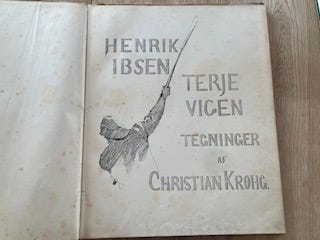 HENRIK
IBSEN
TERJE
VIGEN
TEGNINGER
AF
CHRISTIAN KROHG.